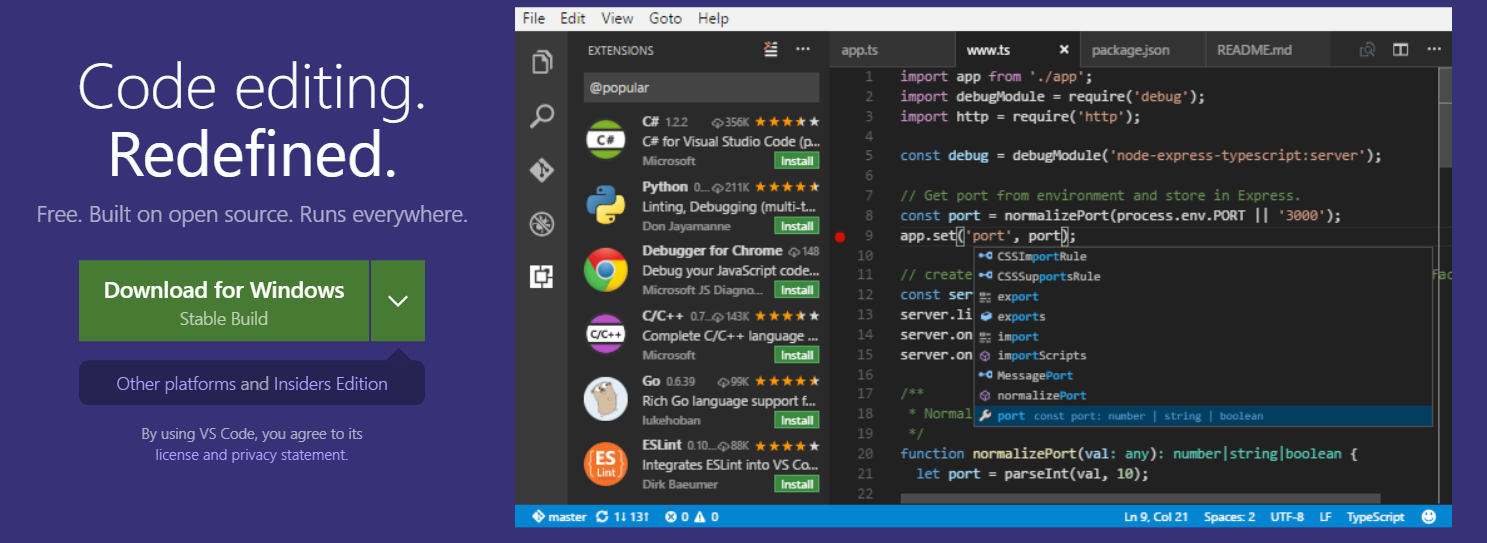 Code editing.
Redefined.
Free. Built on open source. Runs everywhere.
Download for Windows
Stable Build
Other platforms and Insiders Edition
By using VS Code, you agree to its
license and privacy statement.
File Edit View Goto Help
EXTENSIONS
@popular
C# 1.2.2 356K
C# for Visual Studio Code (p...
Microsoft Install
Python 0.... 211K
Linting, Debugging (multi-t...
Don Jayamanne Install
Debugger for Chrome 148
Debug your JavaScript code...
Microsoft JS Diagno... Install
C/C++ 0.7... 143K
Complete C/C++ language ...
Microsoft Install
Go 0.6.39 99K
Rich Go language support f...
lukehoban Install
ESLint 0.10... 88K
Integrates ESLint into VS Co...
Dirk Baeumer Install
C#
C/C++
ES
Lint
app.ts www.ts package.json README.md
1 import app from './app';
2 import debugModule = require('debug');
3 import http = require('http');
4
5 const debug = debugModule('node-express-typescript:server');
6
7 // Get port from environment and store in Express.
8 const port = normalizePort(process.env.PORT || '3000');
9 app.set('port', port);
10
11 // create
12 const ser
13 server.li
14 server.on
15 server.on
16
17 /**
18 * Normal
19 */
20 function normalizePort(val: any): number|string|boolean {
21 let port = parseInt(val, 10);
22
CSSImportRule
CSSSupportsRule
export
exports
import
importScripts
MessagePort
normalizePort
port const port: number | string | boolean
master 1↓ 13↑ 0 0
Ln 9, Col 21 Spaces: 2 UTF-8 LF TypeScript